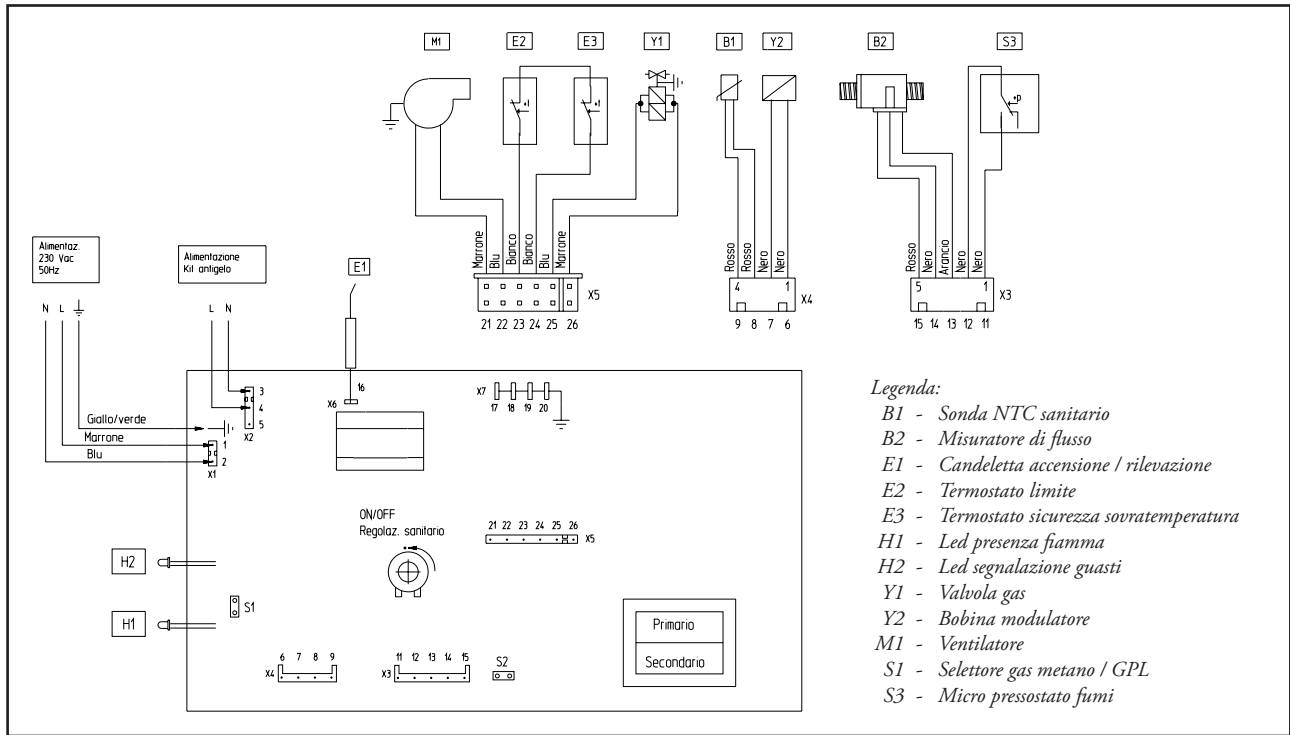 M1
E2
E3
Y1
B1
Y2
B2
S3
+t
+t
+p
Marrone
Blu
Bianco
Bianco
Blu
Marrone
X5
21 22 23 24 25 26
Rosso
Rosso
Nero
Nero
4 1
X4
9 8 7 6
Rosso
Nero
Arancio
Nero
Nero
5 1
X3
15 14 13 12 11
Alimentaz.
230 Vac
50Hz
Alimentazione
Kit antigelo
N L
L N
E1
16
X6
3
4
5
X2
Giallo/verde
Marrone
Blu
1
2
X1
X7
17 18 19 20
ON/OFF
Regolaz. sanitario
21 22 23 24 25 26
X5
H2
H1
S1
6 7 8 9
X4
11 12 13 14 15
X3
S2
Primario
Secondario
Legenda:
B1 - Sonda NTC sanitario
B2 - Misuratore di flusso
E1 - Candeletta accensione / rilevazione
E2 - Termostato limite
E3 - Termostato sicurezza sovratemperatura
H1 - Led presenza fiamma
H2 - Led segnalazione guasti
Y1 - Valvola gas
Y2 - Bobina modulatore
M1 - Ventilatore
S1 - Selettore gas metano / GPL
S3 - Micro pressostato fumi